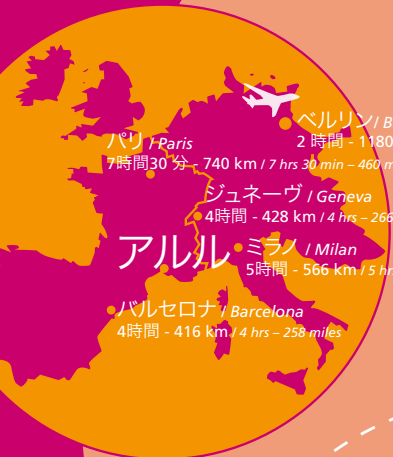 ベルリン / B
2 時間 - 1180
パリ / Paris
7時間30 分 - 740 km / 7 hrs 30 min – 460 m
ジュネーヴ / Geneva
4時間 - 428 km / 4 hrs – 266
アルル
ミラノ / Milan
5時間 - 566 km / 5 hr
バルセロナ / Barcelona
4時間 - 416 km / 4 hrs – 258 miles